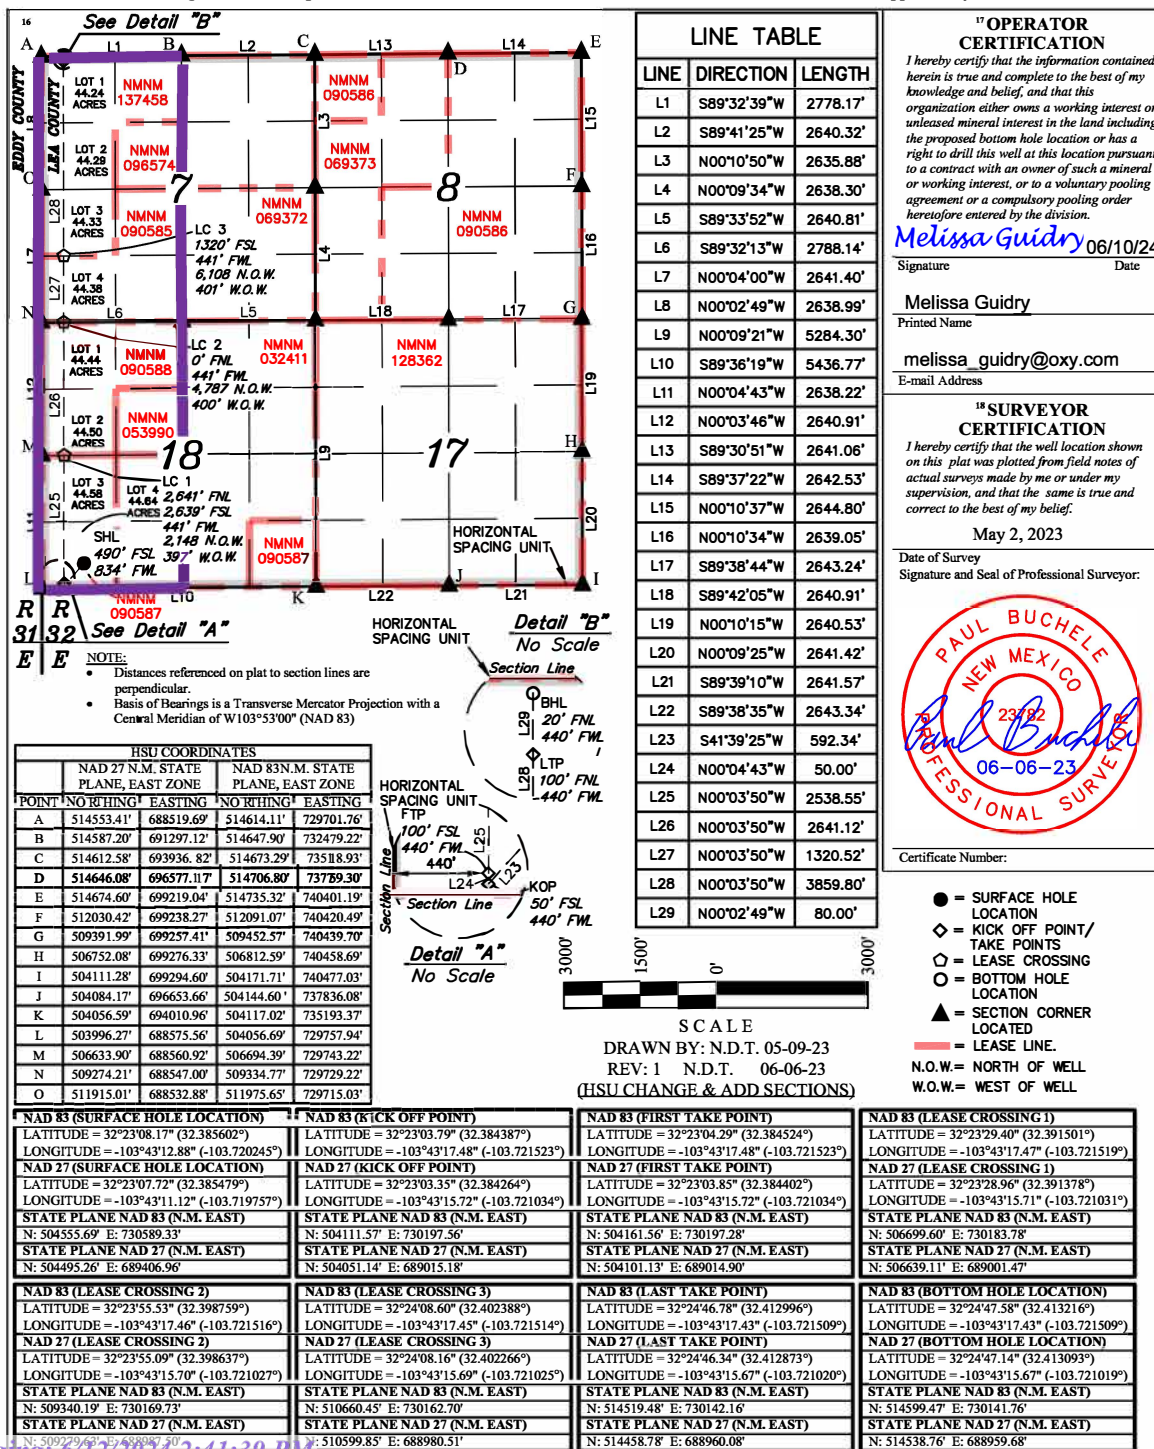 16
See Detail "B"
A
L1
B
L2
C
L13
L14
E
D
EDDY COUNTY
LEA COUNTY
LOT 1
44.24
ACRES
NMNM
137458
NMNM
090586
L3
L15
LOT 2
44.29
ACRES
NMNM
096574
NMNM
069373
7
8
F
L28
LOT 3
44.33
ACRES
NMNM
090585
NMNM
069372
NMNM
090586
LC 3
1320' FSL
441' FWL
6,108 N.O.W.
401' W.O.W.
L4
L16
L27
LOT 4
44.38
ACRES
N
L6
L5
L18
L17
G
LOT 1
44.44
ACRES
NMNM
090588
LC 2
0' FNL
441' FWL
4,787 N.O.W.
400' W.O.W.
NMNM
032411
NMNM
128362
L19
L26
LOT 2
44.50
ACRES
NMNM
053990
M
18
L9
17
H
LOT 3
44.58
ACRES
LOT 4
44.64
ACRES
LC 1
2,641' FNL
2,639' FSL
441' FWL
2,148 N.O.W.
397' W.O.W.
L25
L20
SHL
490' FSL
834' FWL
NMNM
090587
HORIZONTAL
SPACING UNIT
L
NMNM
090587
L10
K
L22
J
L21
I
R R
31 32
E E
See Detail "A"
NOTE:
• Distances referenced on plat to section lines are
perpendicular.
• Basis of Bearings is a Transverse Mercator Projection with a
Central Meridian of W103°53'00" (NAD 83)
HORIZONTAL
SPACING UNIT
Detail "B"
No Scale
Section Line
BHL
20' FNL
440' FWL
L29
LTP
100' FNL
440' FWL
L28
HORIZONTAL
SPACING UNIT
FTP
100' FSL
440' FWL
440'
L25
L24
L23
Section Line
Section Line
KOP
50' FSL
440' FWL
Detail "A"
No Scale
LINE TABLE
LINE DIRECTION LENGTH
L1 S89°32'39"W 2778.17'
L2 S89°41'25"W 2640.32'
L3 N00°10'50"W 2635.88'
L4 N00°09'34"W 2638.30'
L5 S89°33'52"W 2640.81'
L6 S89°32'13"W 2788.14'
L7 N00°04'00"W 2641.40'
L8 N00°02'49"W 2638.99'
L9 N00°09'21"W 5284.30'
L10 S89°36'19"W 5436.77'
L11 N00°04'43"W 2638.22'
L12 N00°03'46"W 2640.91'
L13 S89°30'51"W 2641.06'
L14 S89°37'22"W 2642.53'
L15 N00°10'37"W 2644.80'
L16 N00°10'34"W 2639.05'
L17 S89°38'44"W 2643.24'
L18 S89°42'05"W 2640.91'
L19 N00°10'15"W 2640.53'
L20 N00°09'25"W 2641.42'
L21 S89°39'10"W 2641.57'
L22 S89°38'35"W 2643.34'
L23 S41°39'25"W 592.34'
L24 N00°04'43"W 50.00'
L25 N00°03'50"W 2538.55'
L26 N00°03'50"W 2641.12'
L27 N00°03'50"W 1320.52'
L28 N00°03'50"W 3859.80'
L29 N00°02'49"W 80.00'
3000' 1500' 0' 3000'
SCALE
DRAWN BY: N.D.T. 05-09-23
REV: 1 N.D.T. 06-06-23
(HSU CHANGE & ADD SECTIONS)
17 OPERATOR
CERTIFICATION
I hereby certify that the information contained
herein is true and complete to the best of my
knowledge and belief, and that this
organization either owns a working interest or
unleased mineral interest in the land including
the proposed bottom hole location or has a
right to drill this well at this location pursuant
to a contract with an owner of such a mineral
or working interest, or to a voluntary pooling
agreement or a compulsory pooling order
heretofore entered by the division.
Melissa Guidry 06/10/24
Signature Date
Melissa Guidry
Printed Name
melissa_guidry@oxy.com
E-mail Address
18 SURVEYOR
CERTIFICATION
I hereby certify that the well location shown
on this plat was plotted from field notes of
actual surveys made by me or under my
supervision, and that the same is true and
correct to the best of my belief.
May 2, 2023
Date of Survey
Signature and Seal of Professional Surveyor:
PAUL BUCHELE
NEW MEXICO
23782
Paul Buchele
06-06-23
PROFESSIONAL SURVEYOR
Certificate Number:
= SURFACE HOLE
LOCATION
= KICK OFF POINT/
TAKE POINTS
= LEASE CROSSING
= BOTTOM HOLE
LOCATION
= SECTION CORNER
LOCATED
= LEASE LINE.
N.O.W.= NORTH OF WELL
W.O.W.= WEST OF WELL
HSU COORDINATES
NAD 27 N.M. STATE PLANE, EAST ZONE NAD 83N.M. STATE PLANE, EAST ZONE
POINT NORTHING EASTING NORTHING EASTING
A 514553.41' 688519.69' 514614.11' 729701.76'
B 514587.20' 691297.12' 514647.90' 732479.22'
C 514612.58' 693936.82' 514673.29' 735118.93'
D 514646.08' 696577.17' 514706.80' 737759.30'
E 514674.60' 699219.04' 514735.32' 740401.19'
F 512030.42' 699238.27' 512091.07' 740420.49'
G 509391.99' 699257.41' 509452.57' 740439.70'
H 506752.08' 699276.33' 506812.59' 740458.69'
I 504111.28' 699294.60' 504171.71' 740477.03'
J 504084.17' 696653.66' 504144.60' 737836.08'
K 504056.59' 694010.96' 504117.02' 735193.37'
L 503996.27' 688575.56' 504056.69' 729757.94'
M 506633.90' 688560.92' 506694.39' 729743.22'
N 509274.21' 688547.00' 509334.77' 729729.22'
O 511915.01' 688532.88' 511975.65' 729715.03'
NAD 83 (SURFACE HOLE LOCATION)
LATITUDE = 32°23'08.17" (32.385602°)
LONGITUDE = -103°43'12.88" (-103.720245°)
NAD 27 (SURFACE HOLE LOCATION)
LATITUDE = 32°23'07.72" (32.385479°)
LONGITUDE = -103°43'11.12" (-103.719757°)
STATE PLANE NAD 83 (N.M. EAST)
N: 504555.69' E: 730589.33'
STATE PLANE NAD 27 (N.M. EAST)
N: 504495.26' E: 689406.96'
NAD 83 (KICK OFF POINT)
LATITUDE = 32°23'03.79" (32.384387°)
LONGITUDE = -103°43'17.48" (-103.721523°)
NAD 27 (KICK OFF POINT)
LATITUDE = 32°23'03.35" (32.384264°)
LONGITUDE = -103°43'15.72" (-103.721034°)
STATE PLANE NAD 83 (N.M. EAST)
N: 504111.57' E: 730197.56'
STATE PLANE NAD 27 (N.M. EAST)
N: 504051.14' E: 689015.18'
NAD 83 (FIRST TAKE POINT)
LATITUDE = 32°23'04.29" (32.384524°)
LONGITUDE = -103°43'17.48" (-103.721523°)
NAD 27 (FIRST TAKE POINT)
LATITUDE = 32°23'03.85" (32.384402°)
LONGITUDE = -103°43'15.72" (-103.721034°)
STATE PLANE NAD 83 (N.M. EAST)
N: 504161.56' E: 730197.28'
STATE PLANE NAD 27 (N.M. EAST)
N: 504101.13' E: 689014.90'
NAD 83 (LEASE CROSSING 1)
LATITUDE = 32°23'29.40" (32.391501°)
LONGITUDE = -103°43'17.47" (-103.721519°)
NAD 27 (LEASE CROSSING 1)
LATITUDE = 32°23'28.96" (32.391378°)
LONGITUDE = -103°43'15.71" (-103.721031°)
STATE PLANE NAD 83 (N.M. EAST)
N: 506699.60' E: 730183.78'
STATE PLANE NAD 27 (N.M. EAST)
N: 506639.11' E: 689001.47'
NAD 83 (LEASE CROSSING 2)
LATITUDE = 32°23'55.53" (32.398759°)
LONGITUDE = -103°43'17.46" (-103.721516°)
NAD 27 (LEASE CROSSING 2)
LATITUDE = 32°23'55.09" (32.398637°)
LONGITUDE = -103°43'15.70" (-103.721027°)
STATE PLANE NAD 83 (N.M. EAST)
N: 509340.19' E: 730169.73'
STATE PLANE NAD 27 (N.M. EAST)
N: 509279.63' E: 688987.50'
NAD 83 (LEASE CROSSING 3)
LATITUDE = 32°24'08.60" (32.402388°)
LONGITUDE = -103°43'17.45" (-103.721514°)
NAD 27 (LEASE CROSSING 3)
LATITUDE = 32°24'08.16" (32.402266°)
LONGITUDE = -103°43'15.69" (-103.721025°)
STATE PLANE NAD 83 (N.M. EAST)
N: 510660.45' E: 730162.70'
STATE PLANE NAD 27 (N.M. EAST)
N: 510599.85' E: 688980.51'
NAD 83 (LAST TAKE POINT)
LATITUDE = 32°24'46.78" (32.412996°)
LONGITUDE = -103°43'17.43" (-103.721509°)
NAD 27 (LAST TAKE POINT)
LATITUDE = 32°24'46.34" (32.412873°)
LONGITUDE = -103°43'15.67" (-103.721020°)
STATE PLANE NAD 83 (N.M. EAST)
N: 514519.48' E: 730142.16'
STATE PLANE NAD 27 (N.M. EAST)
N: 514458.78' E: 688960.08'
NAD 83 (BOTTOM HOLE LOCATION)
LATITUDE = 32°24'47.58" (32.413216°)
LONGITUDE = -103°43'17.43" (-103.721509°)
NAD 27 (BOTTOM HOLE LOCATION)
LATITUDE = 32°24'47.14" (32.413093°)
LONGITUDE = -103°43'15.67" (-103.721019°)
STATE PLANE NAD 83 (N.M. EAST)
N: 514599.47' E: 730141.76'
STATE PLANE NAD 27 (N.M. EAST)
N: 514538.76' E: 688959.68'
6/12/2024 2:41:39 PM